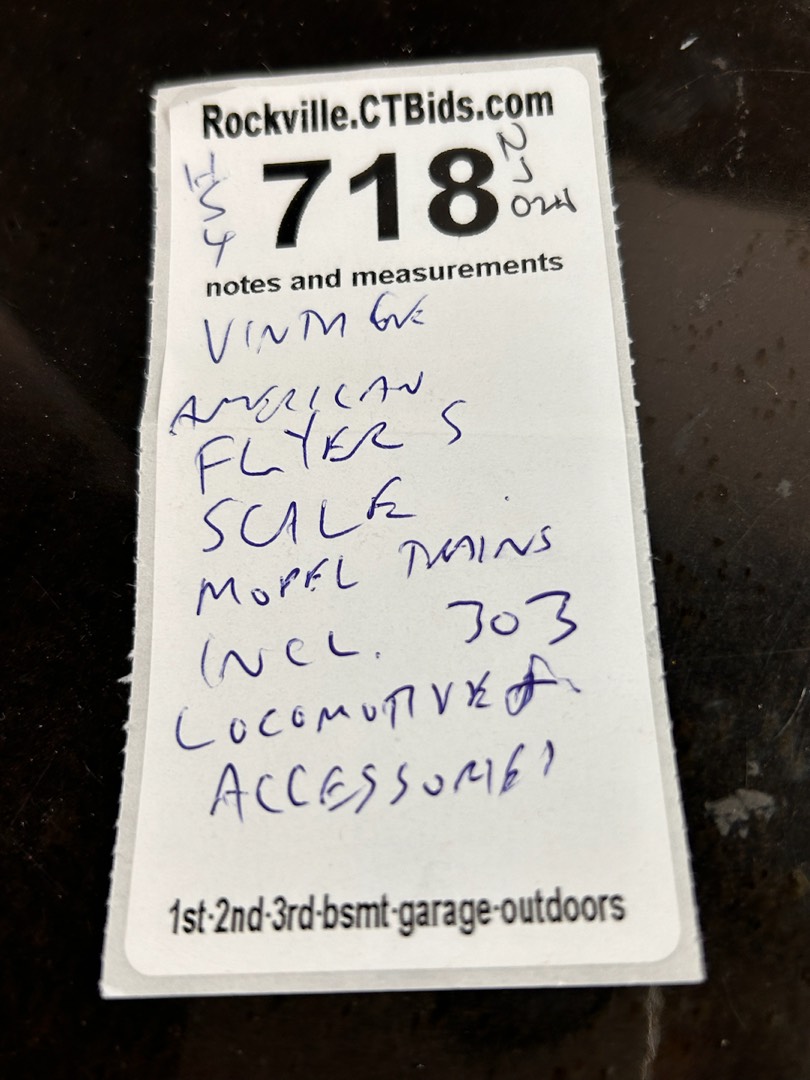 Rockville.CTBids.com
718
notes and measurements
VINTAGE
AMERICAN
FLYER S
SCALE
MODEL TRAINS
INCL. 303
LOCOMOTIVE &
ACCESSORIES
1st-2nd-3rd-bsmt-garage-outdoors